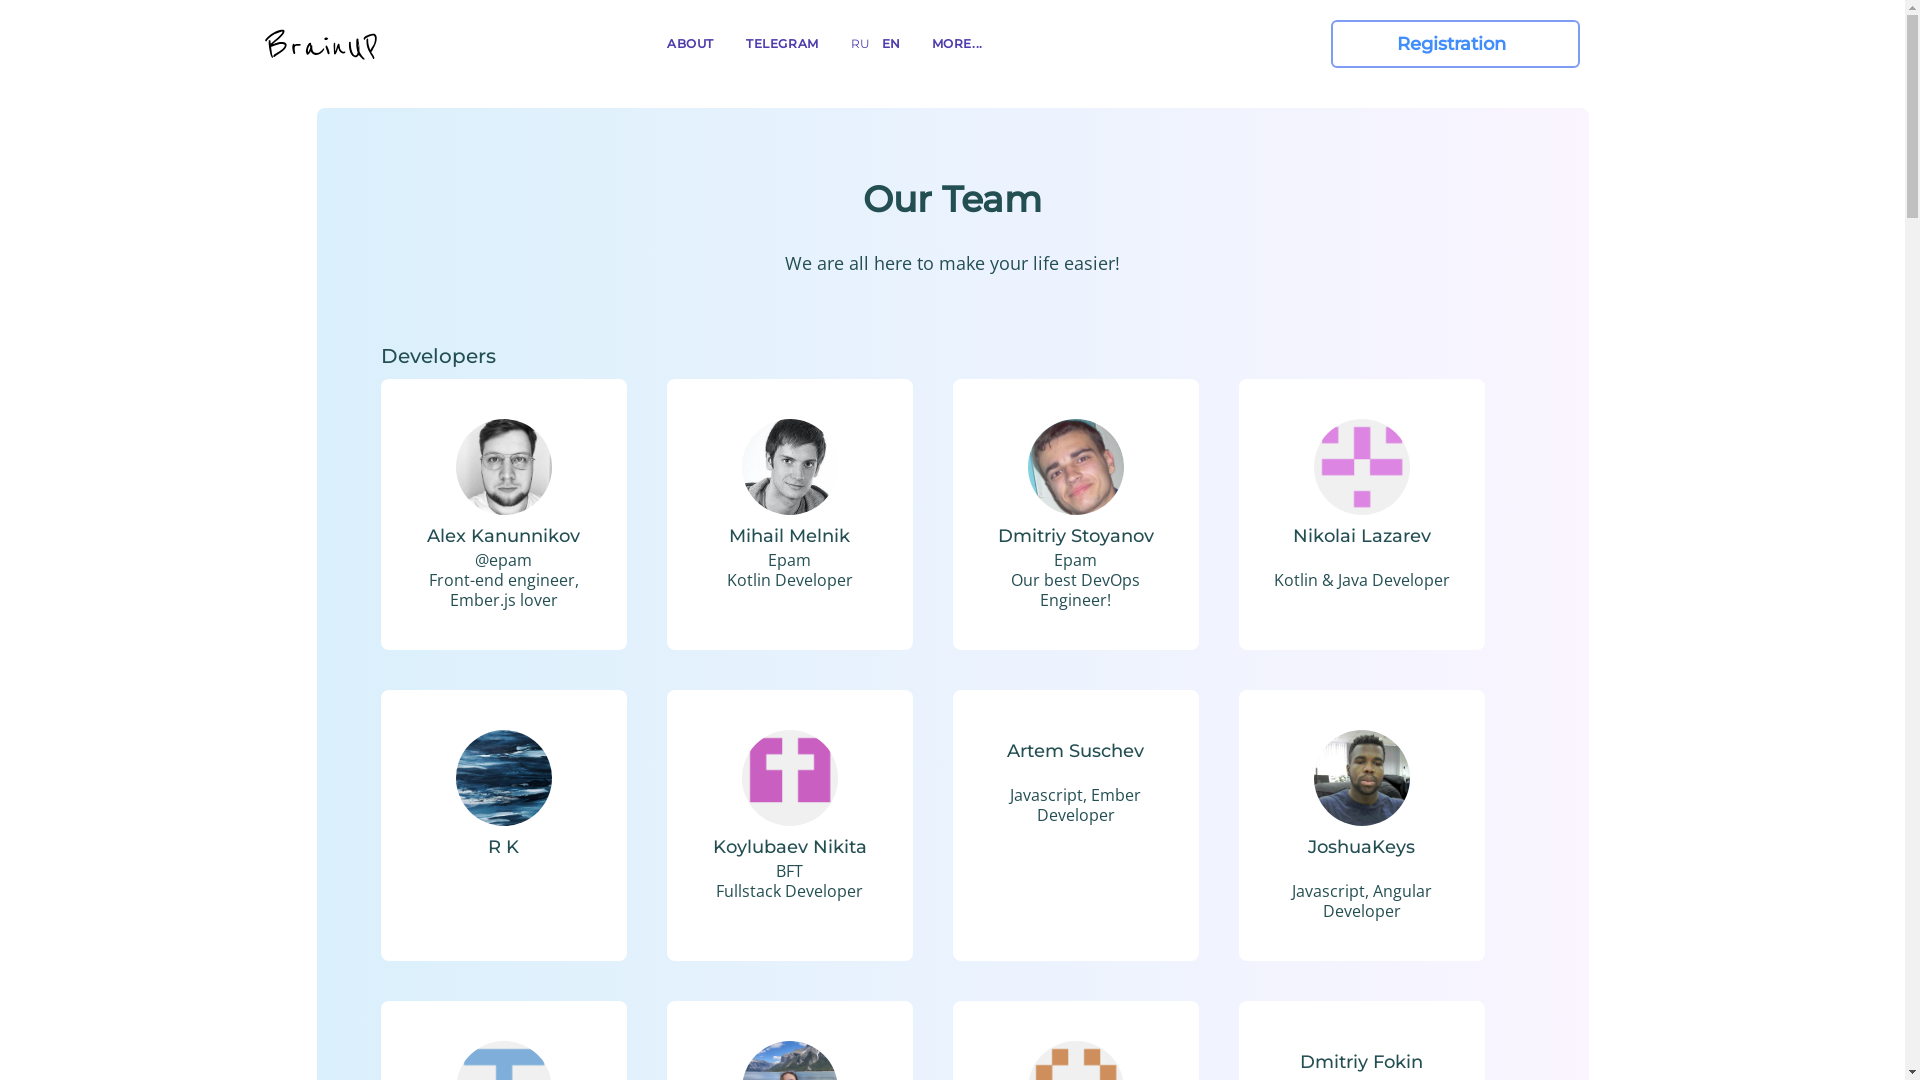 BrainUP
ABOUT
TELEGRAM
RU
EN
MORE...
Registration
Our Team
We are all here to make your life easier!
Developers
Alex Kanunnikov
@epam
Front-end engineer,
Ember.js lover
Mihail Melnik
Epam
Kotlin Developer
Dmitriy Stoyanov
Epam
Our best DevOps
Engineer!
Nikolai Lazarev
Kotlin & Java Developer
R K
Koylubaev Nikita
BFT
Fullstack Developer
Artem Suschev
Javascript, Ember
Developer
JoshuaKeys
Javascript, Angular
Developer
Dmitriy Fokin